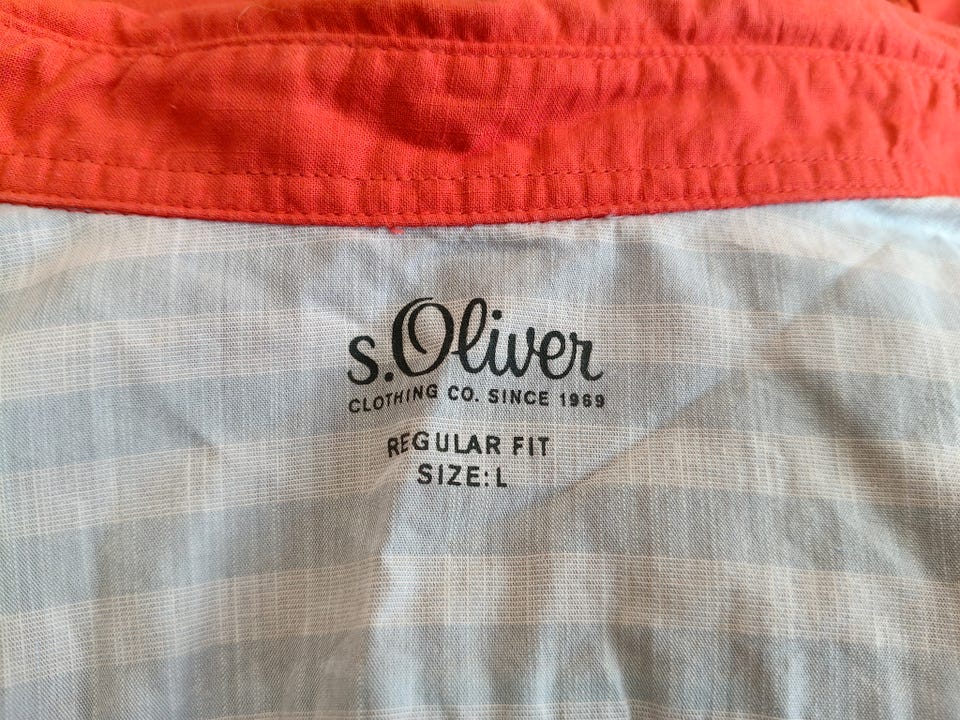 s.Oliver
CLOTHING CO. SINCE 1969
REGULAR FIT
SIZE: L